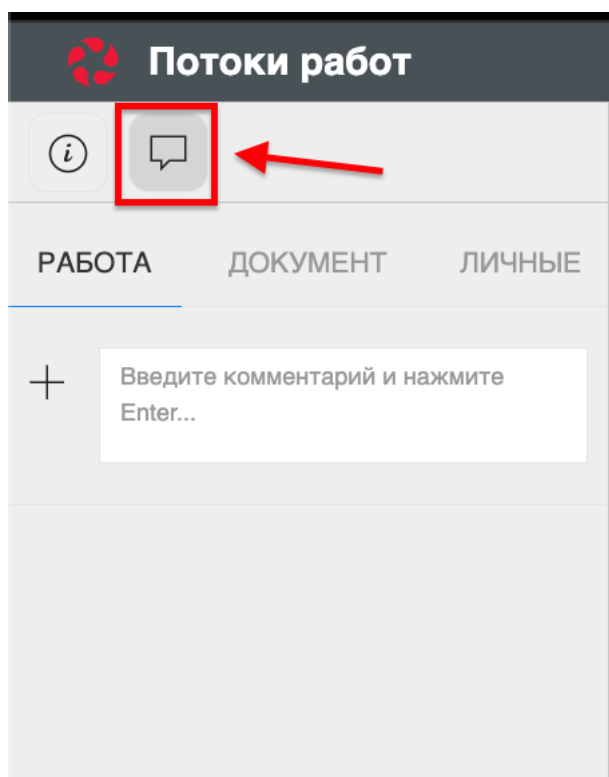 Потоки работ
i
РАБОТА ДОКУМЕНТ ЛИЧНЫЕ
Введите комментарий и нажмите
Enter...